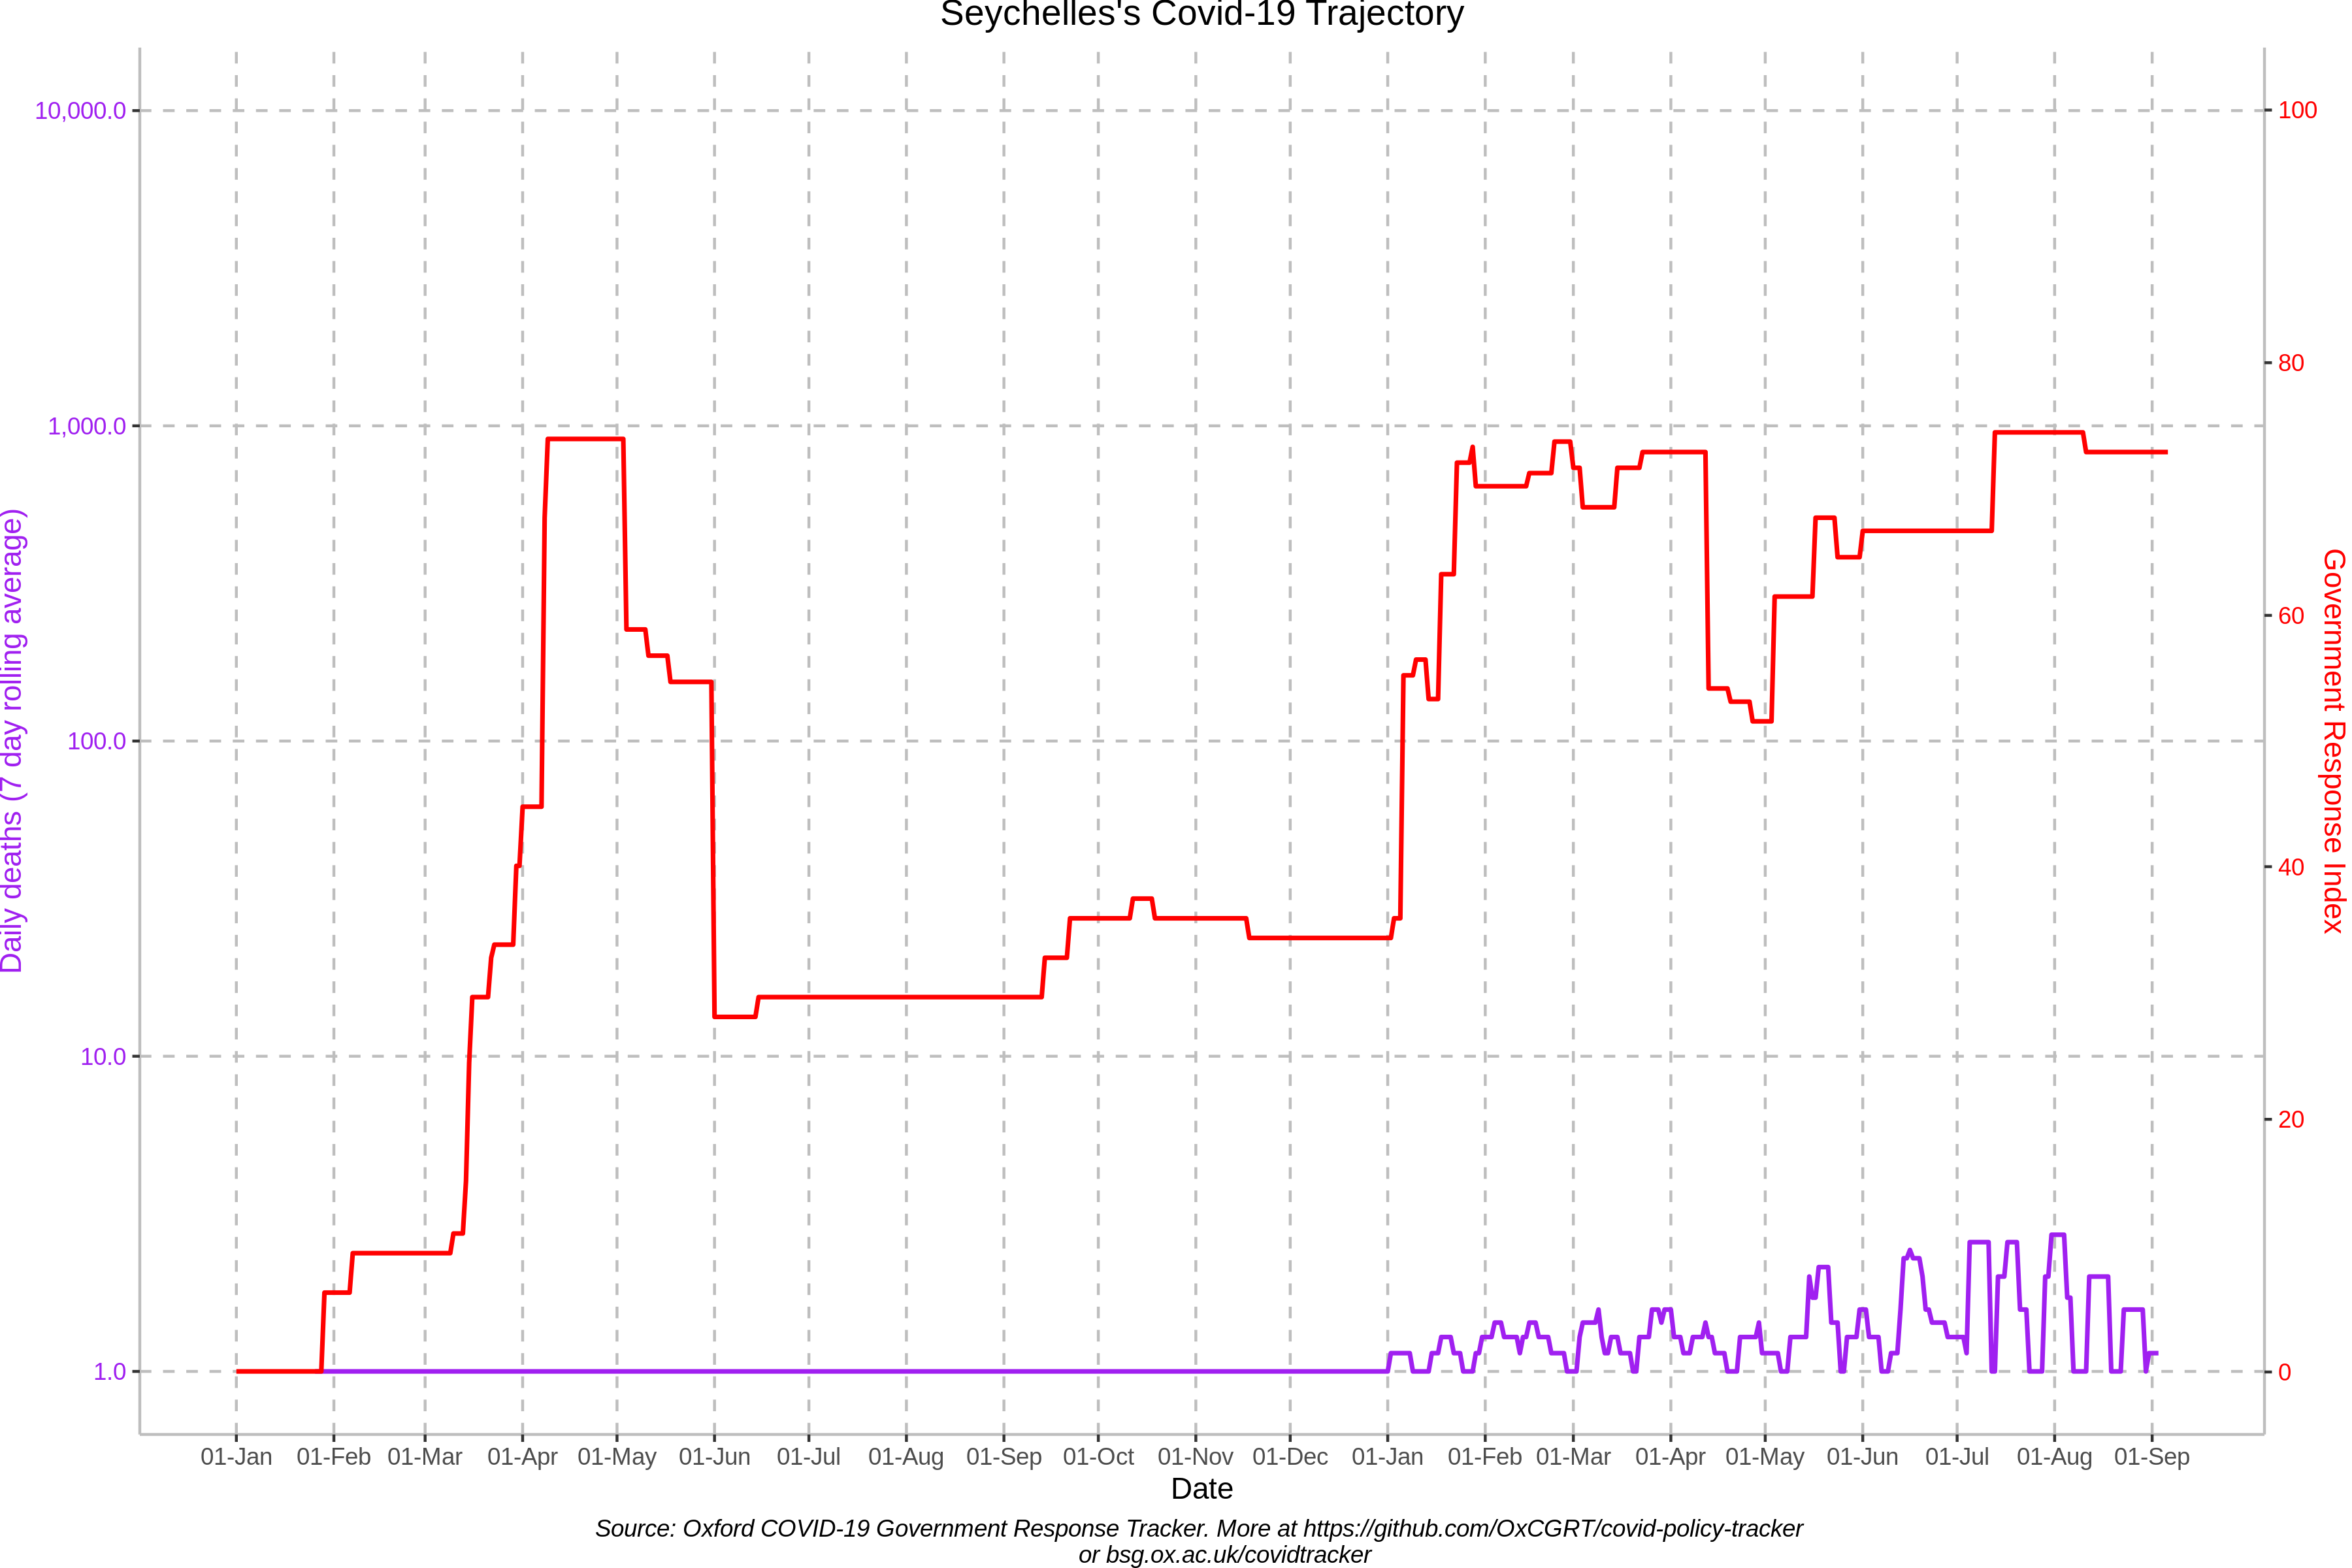 Seychelles's Covid-19 Trajectory
10,000.0
1,000.0
100.0
10.0
1.0
Daily deaths (7 day rolling average)
100
80
60
40
20
0
Government Response Index
01-Jan 01-Feb 01-Mar 01-Apr 01-May 01-Jun 01-Jul 01-Aug 01-Sep 01-Oct 01-Nov 01-Dec 01-Jan 01-Feb 01-Mar 01-Apr 01-May 01-Jun 01-Jul 01-Aug 01-Sep
Date
Source: Oxford COVID-19 Government Response Tracker. More at https://github.com/OxCGRT/covid-policy-tracker
or bsg.ox.ac.uk/covidtracker